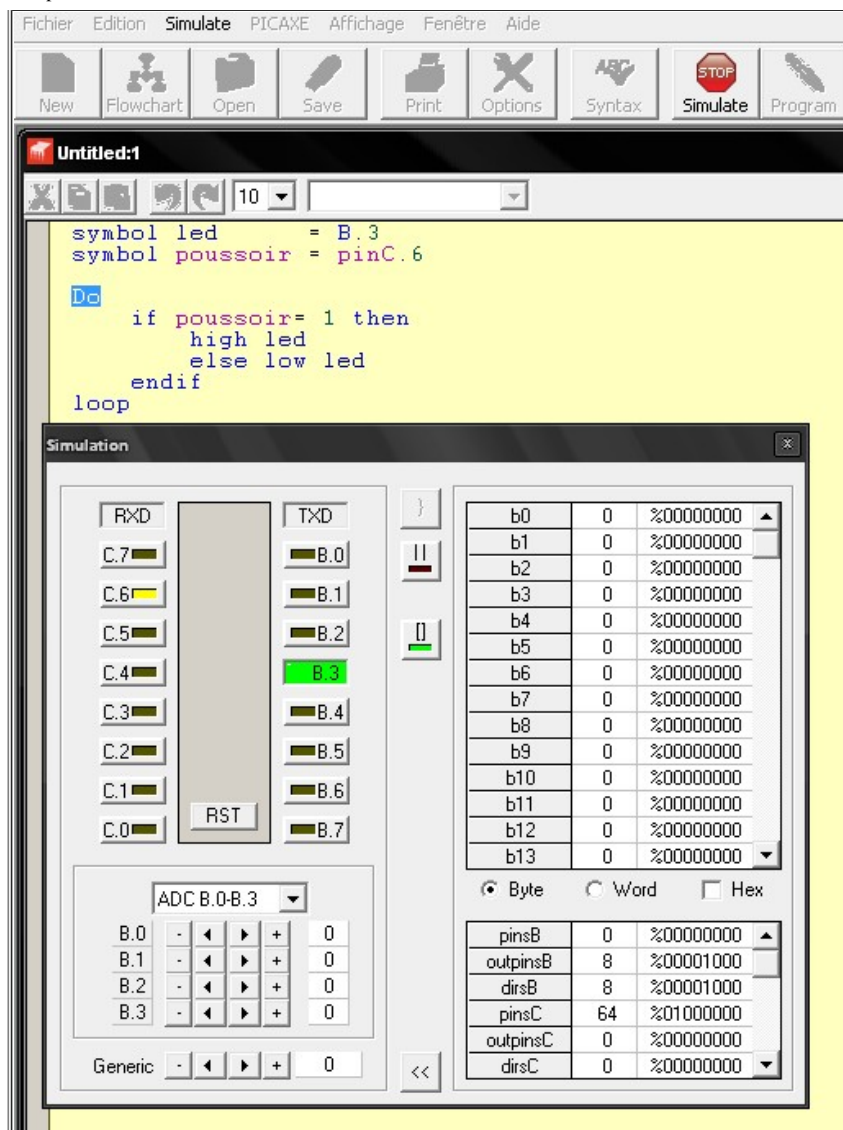 Fichier Edition Simulate PICAXE Affichage Fenêtre Aide
New Flowchart Open Save Print Options Syntax Simulate Program
ABC STOP
Untitled:1
10
symbol led = B.3
symbol poussoir = pinC.6
Do
if poussoir= 1 then
high led
else low led
endif
loop
Simulation
RXD TXD
C.7 B.0
C.6 B.1
C.5 B.2
C.4 B.3
C.3 B.4
C.2 B.5
C.1 B.6
RST
C.0 B.7
ADC B.0-B.3
B.0 - + 0
B.1 - + 0
B.2 - + 0
B.3 - + 0
Generic - + 0
}
||
[]
<<
b0 0 %00000000
b1 0 %00000000
b2 0 %00000000
b3 0 %00000000
b4 0 %00000000
b5 0 %00000000
b6 0 %00000000
b7 0 %00000000
b8 0 %00000000
b9 0 %00000000
b10 0 %00000000
b11 0 %00000000
b12 0 %00000000
b13 0 %00000000
Byte Word Hex
pinsB 0 %00000000
outpinsB 8 %00001000
dirsB 8 %00001000
pinsC 64 %01000000
outpinsC 0 %00000000
dirsC 0 %00000000